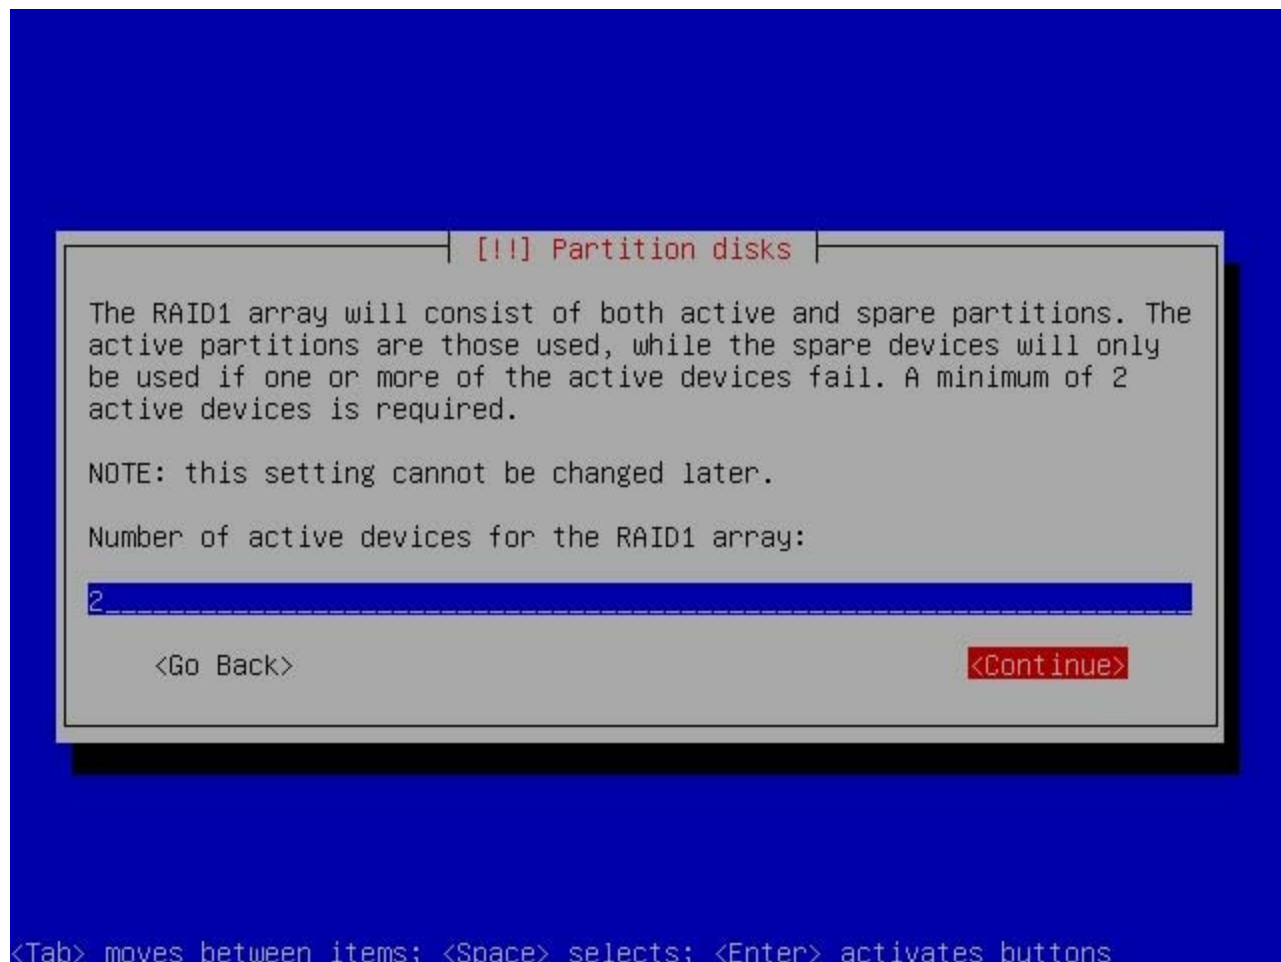 [!!] Partition disks
The RAID1 array will consist of both active and spare partitions. The
active partitions are those used, while the spare devices will only
be used if one or more of the active devices fail. A minimum of 2
active devices is required.
NOTE: this setting cannot be changed later.
Number of active devices for the RAID1 array:
2
<Go Back> <Continue>
<Tab> moves between items; <Space> selects; <Enter> activates buttons